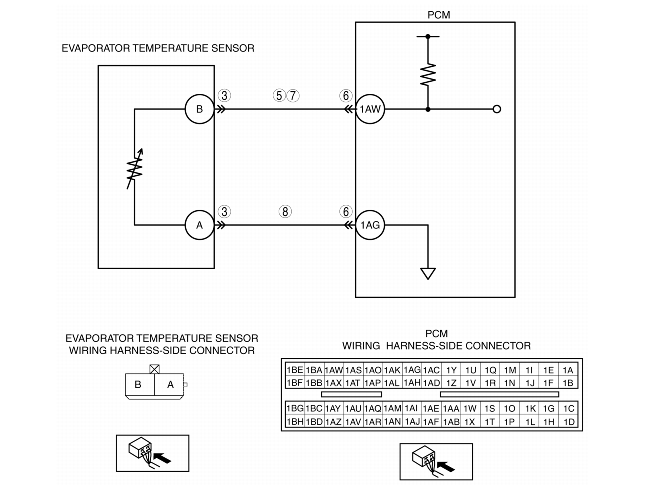 PCM
EVAPORATOR TEMPERATURE SENSOR
B ③ ⑤⑦ ⑥ 1AW
A ③ ⑧ ⑥ 1AG
EVAPORATOR TEMPERATURE SENSOR
WIRING HARNESS-SIDE CONNECTOR
B A
PCM
WIRING HARNESS-SIDE CONNECTOR
1BE 1BA 1AW 1AS 1AO 1AK 1AG 1AC 1Y 1U 1Q 1M 1I 1E 1A
1BF 1BB 1AX 1AT 1AP 1AL 1AH 1AD 1Z 1V 1R 1N 1J 1F 1B
1BG 1BC 1AY 1AU 1AQ 1AM 1AI 1AE 1AA 1W 1S 1O 1K 1G 1C
1BH 1BD 1AZ 1AV 1AR 1AN 1AJ 1AF 1AB 1X 1T 1P 1L 1H 1D